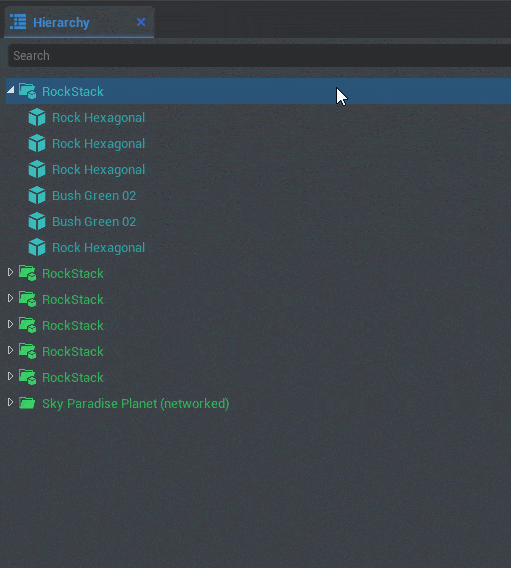 Hierarchy
Search
RockStack
Rock Hexagonal
Rock Hexagonal
Rock Hexagonal
Bush Green 02
Bush Green 02
Rock Hexagonal
RockStack
RockStack
RockStack
RockStack
RockStack
Sky Paradise Planet (networked)